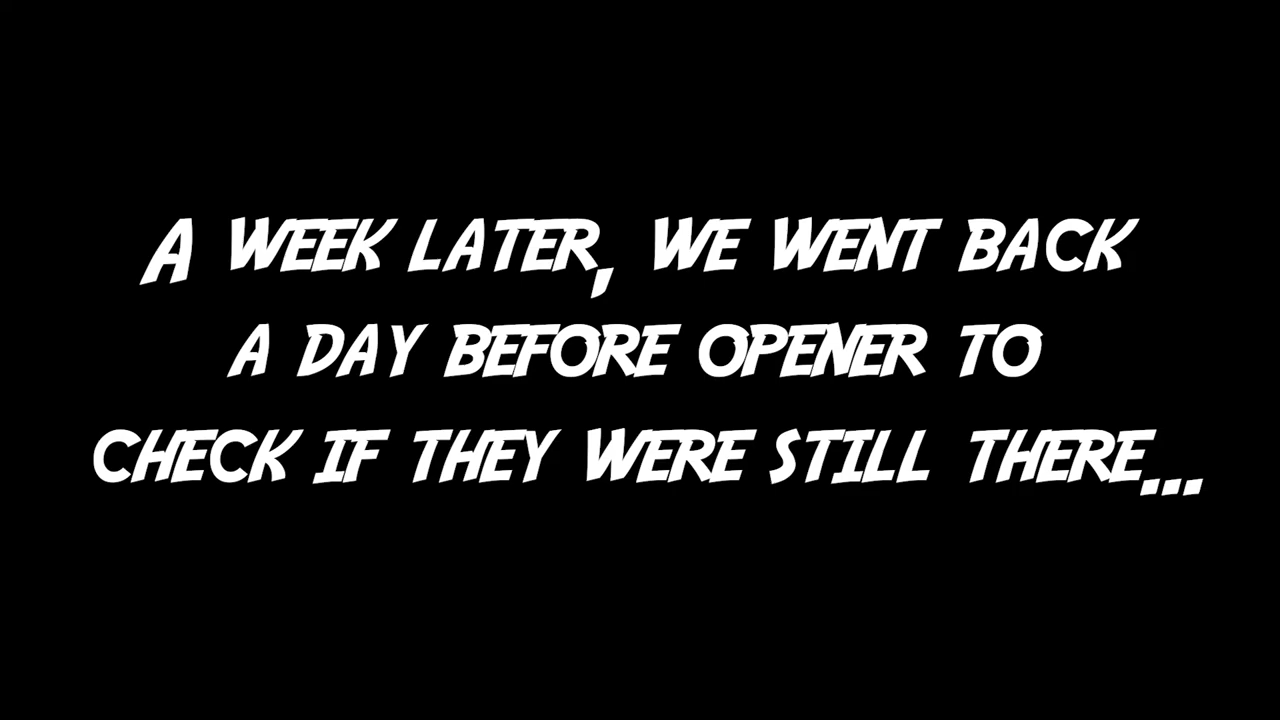 A WEEK LATER, WE WENT BACK
A DAY BEFORE OPENER TO
CHECK IF THEY WERE STILL THERE...